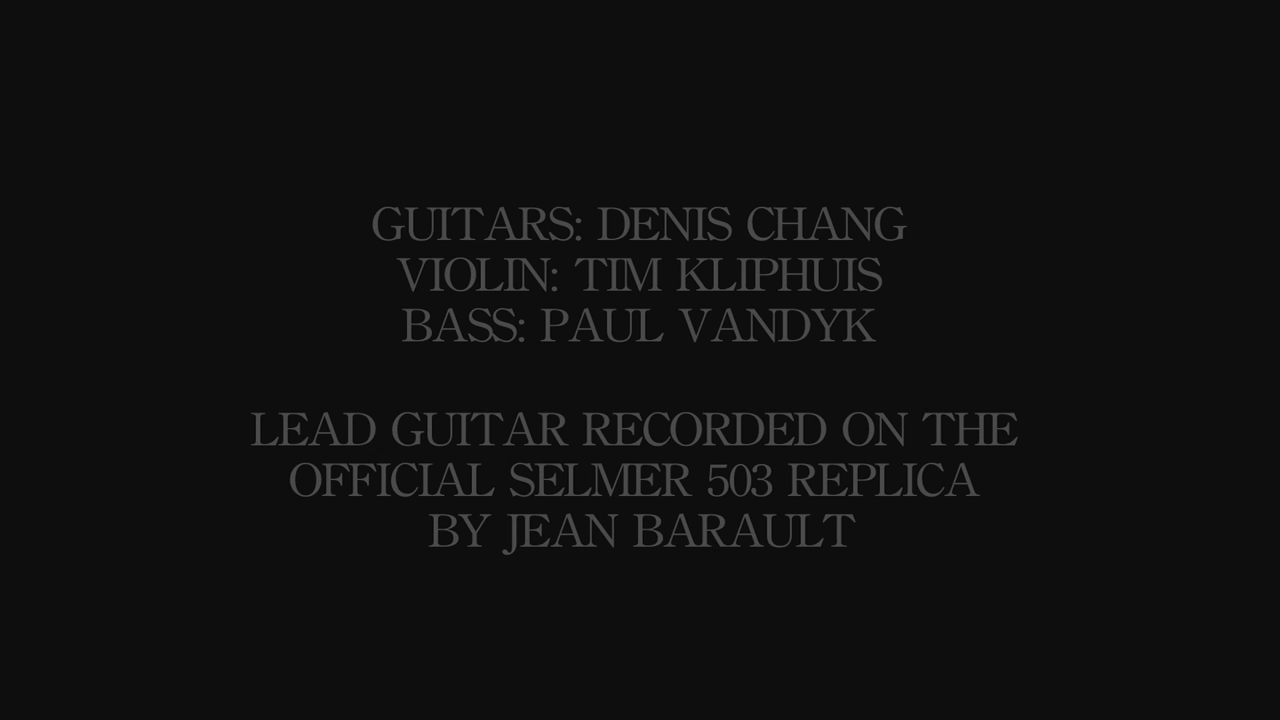 GUITARS: DENIS CHANG
VIOLIN: TIM KLIPHUIS
BASS: PAUL VANDYK
LEAD GUITAR RECORDED ON THE
OFFICIAL SELMER 503 REPLICA
BY JEAN BARAULT